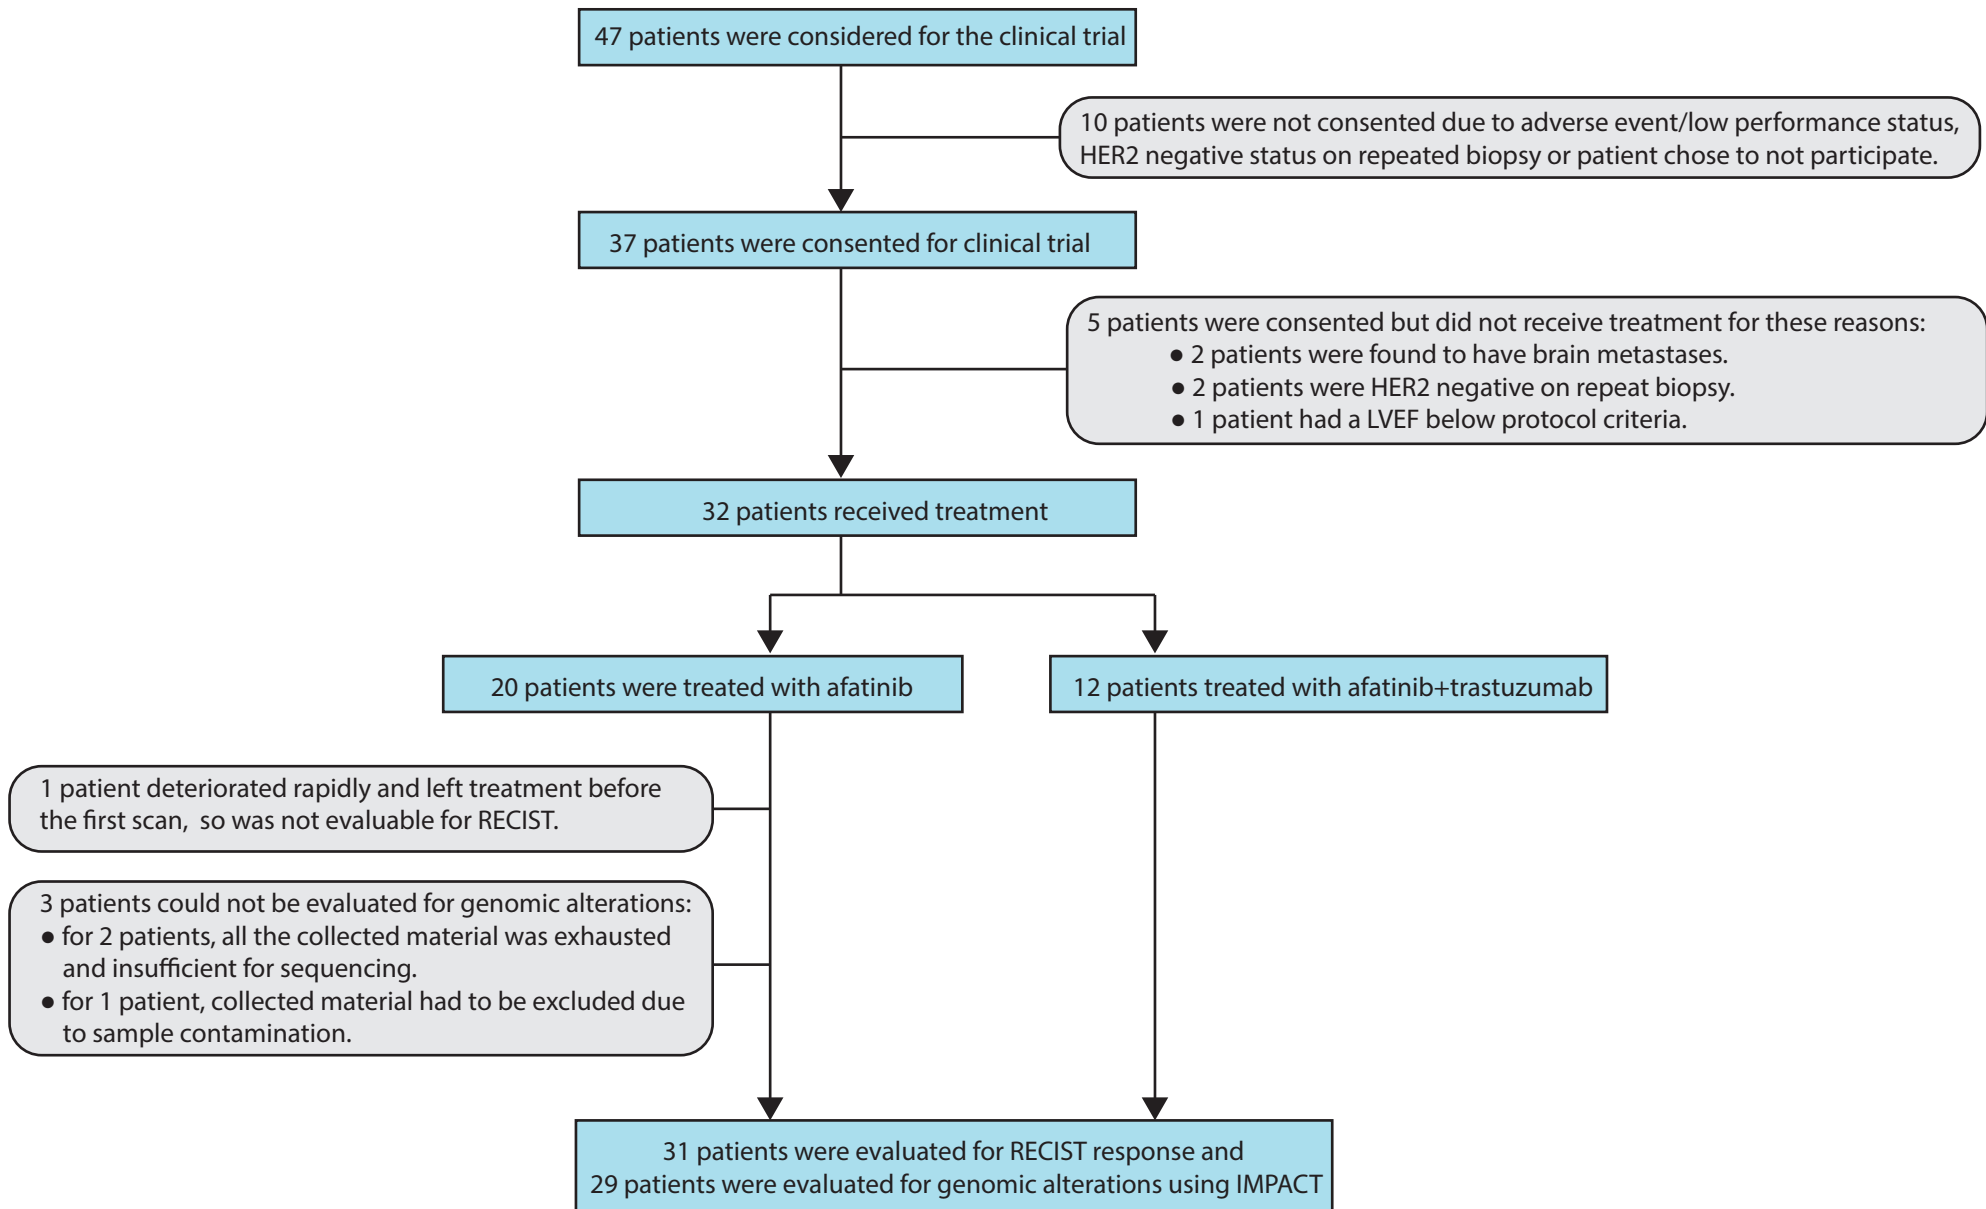 47 patients were considered for the clinical trial
10 patients were not consented due to adverse event/low performance status,
HER2 negative status on repeated biopsy or patient chose to not participate.
37 patients were consented for clinical trial
5 patients were consented but did not receive treatment for these reasons:
● 2 patients were found to have brain metastases.
● 2 patients were HER2 negative on repeat biopsy.
● 1 patient had a LVEF below protocol criteria.
32 patients received treatment
20 patients were treated with afatinib
12 patients treated with afatinib+trastuzumab
1 patient deteriorated rapidly and left treatment before
the first scan, so was not evaluable for RECIST.
3 patients could not be evaluated for genomic alterations:
● for 2 patients, all the collected material was exhausted
and insufficient for sequencing.
● for 1 patient, collected material had to be excluded due
to sample contamination.
31 patients were evaluated for RECIST response and
29 patients were evaluated for genomic alterations using IMPACT